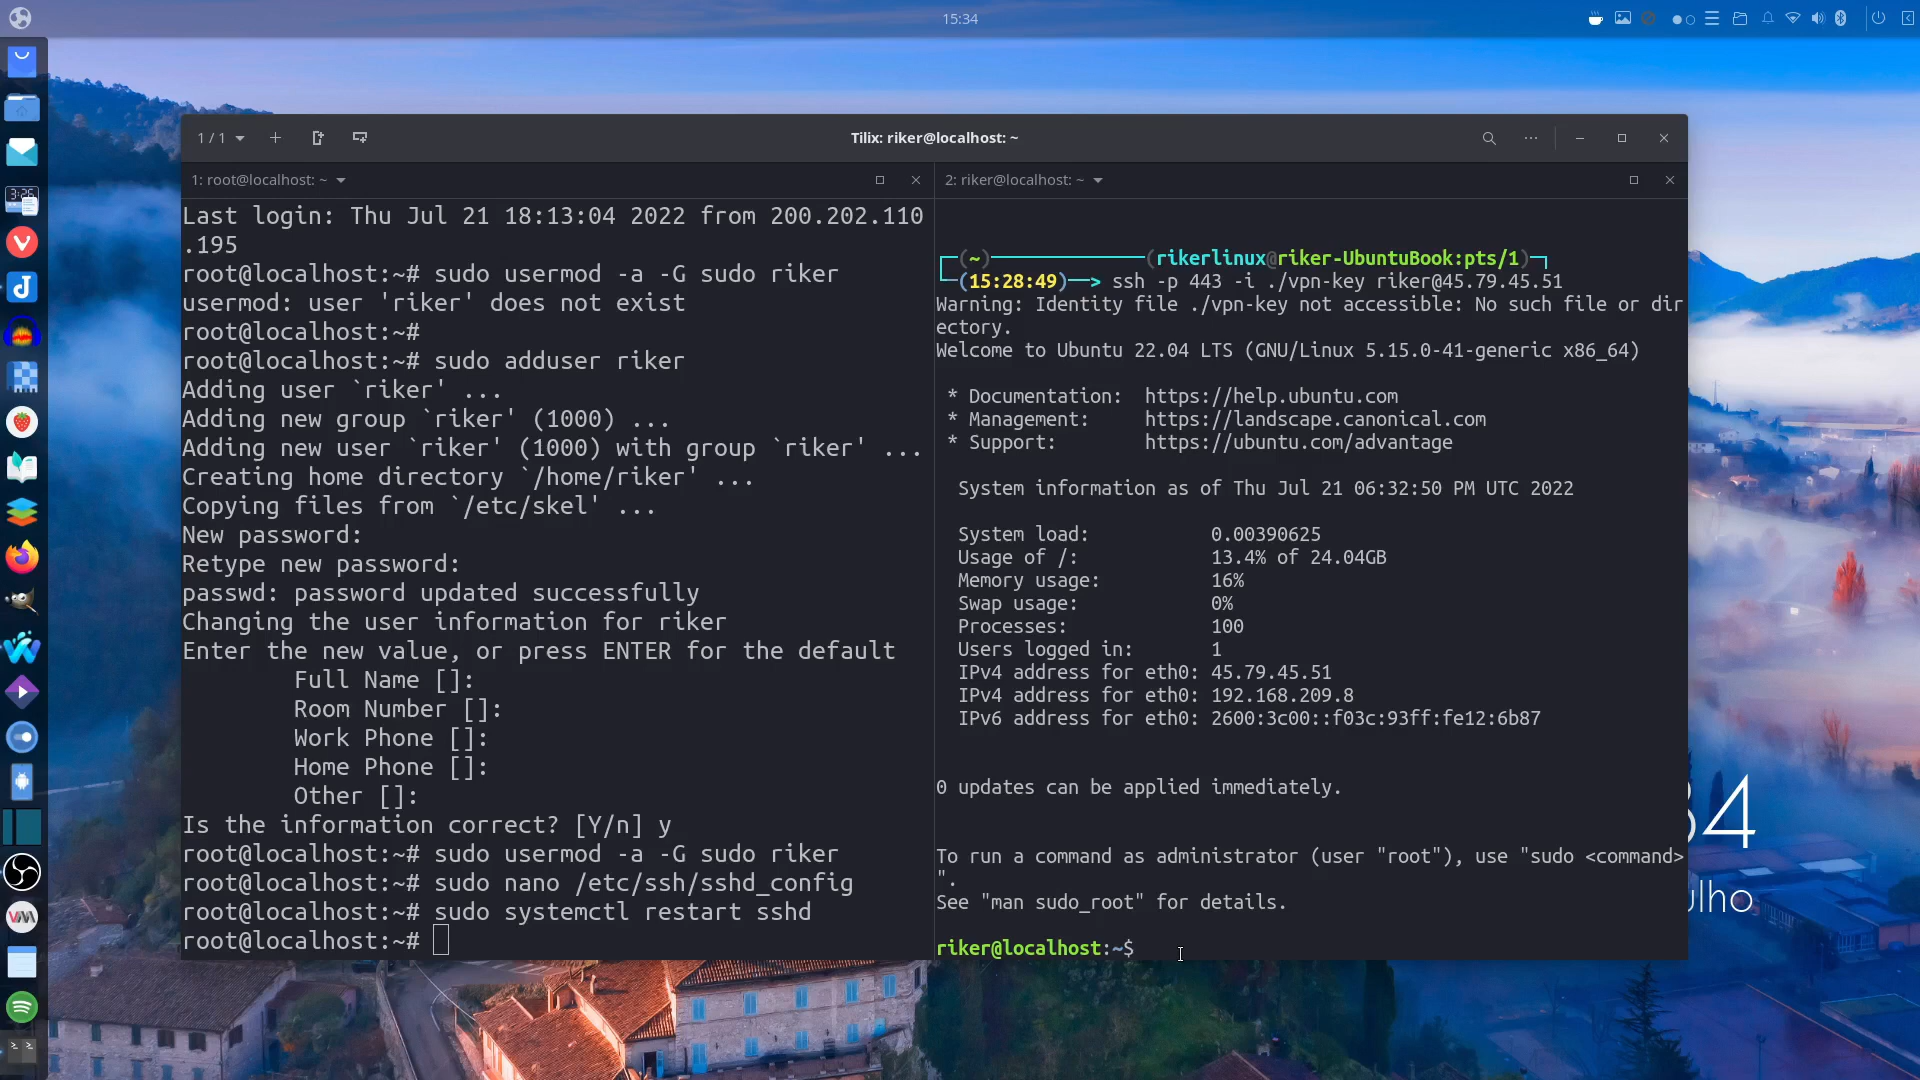 15:34
1 / 1
Tilix: riker@localhost: ~
1: root@localhost: ~
Last login: Thu Jul 21 18:13:04 2022 from 200.202.110
.195
root@localhost:~# sudo usermod -a -G sudo riker
usermod: user 'riker' does not exist
root@localhost:~#
root@localhost:~# sudo adduser riker
Adding user `riker' ...
Adding new group `riker' (1000) ...
Adding new user `riker' (1000) with group `riker' ...
Creating home directory `/home/riker' ...
Copying files from `/etc/skel' ...
New password:
Retype new password:
passwd: password updated successfully
Changing the user information for riker
Enter the new value, or press ENTER for the default
Full Name []:
Room Number []:
Work Phone []:
Home Phone []:
Other []:
Is the information correct? [Y/n] y
root@localhost:~# sudo usermod -a -G sudo riker
root@localhost:~# sudo nano /etc/ssh/sshd_config
root@localhost:~# sudo systemctl restart sshd
root@localhost:~#
2: riker@localhost: ~
(~) (rikerlinux@riker-UbuntuBook:pts/1)
(15:28:49)──> ssh -p 443 -i ./vpn-key riker@45.79.45.51
Warning: Identity file ./vpn-key not accessible: No such file or dir
ectory.
Welcome to Ubuntu 22.04 LTS (GNU/Linux 5.15.0-41-generic x86_64)
* Documentation: https://help.ubuntu.com
* Management: https://landscape.canonical.com
* Support: https://ubuntu.com/advantage
System information as of Thu Jul 21 06:32:50 PM UTC 2022
System load: 0.00390625
Usage of /: 13.4% of 24.04GB
Memory usage: 16%
Swap usage: 0%
Processes: 100
Users logged in: 1
IPv4 address for eth0: 45.79.45.51
IPv4 address for eth0: 192.168.209.8
IPv6 address for eth0: 2600:3c00::f03c:93ff:fe12:6b87
0 updates can be applied immediately.
To run a command as administrator (user "root"), use "sudo <command>
".
See "man sudo_root" for details.
riker@localhost:~$
34
ulho